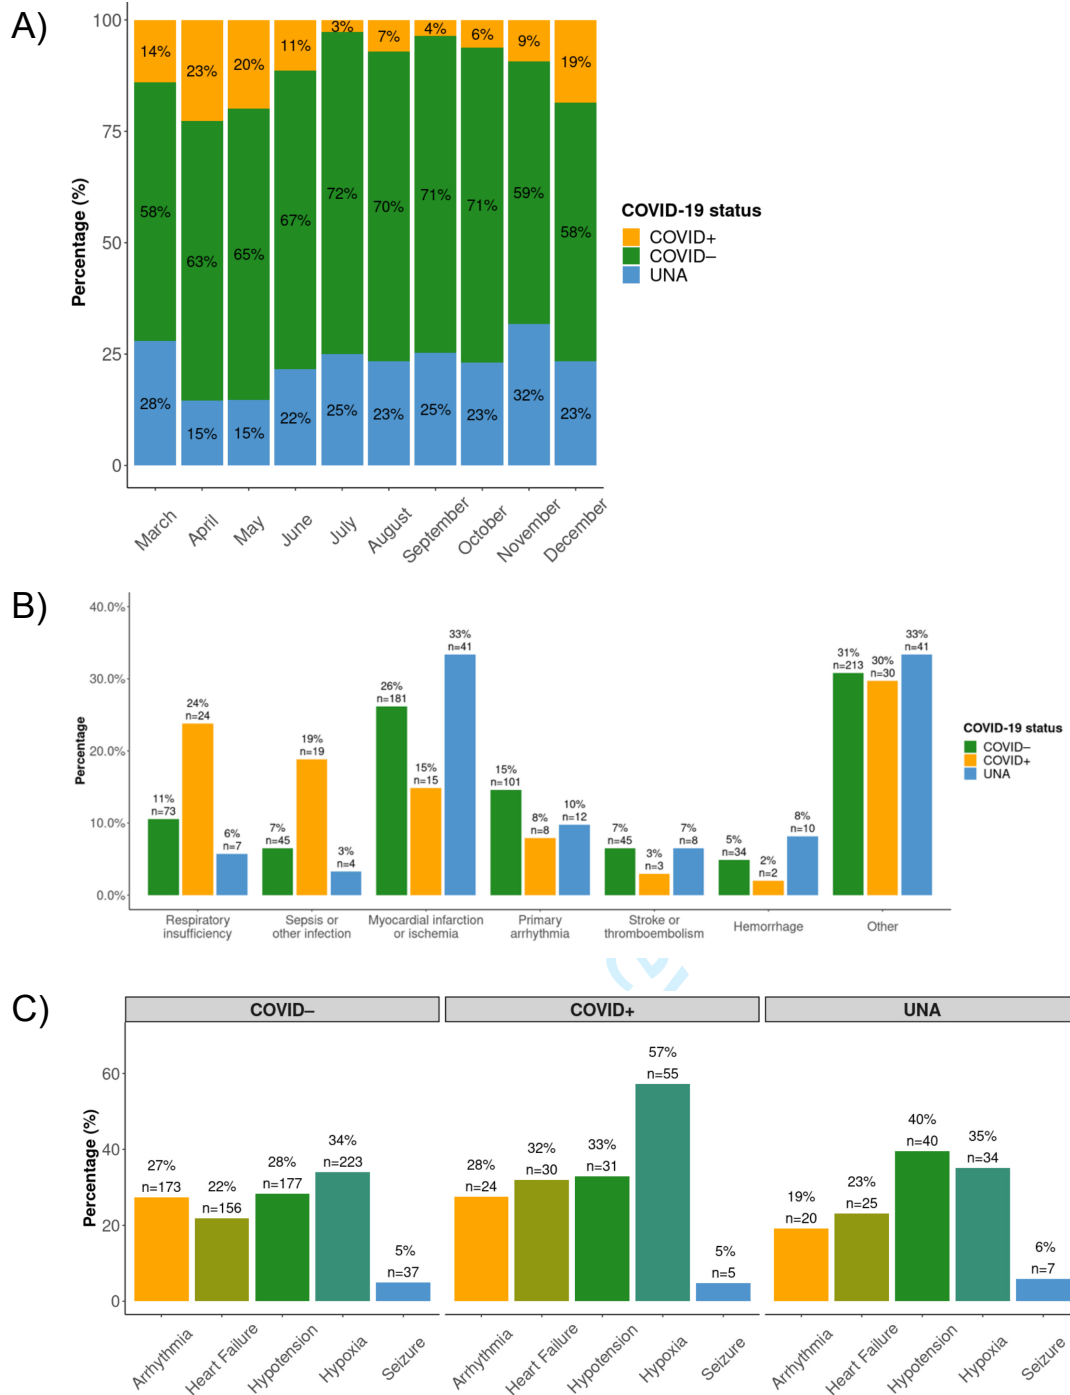 A)
100
75
50
25
0
Percentage (%)
14%
23%
20%
11%
3%
7%
4%
6%
9%
19%
58%
63%
65%
67%
72%
70%
71%
71%
59%
58%
28%
15%
15%
22%
25%
23%
25%
23%
32%
23%
March
April
May
June
July
August
September
October
November
December
COVID-19 status
COVID+
COVID–
UNA
B)
40.0%
30.0%
20.0%
10.0%
0.0%
Percentage
11%
n=73
24%
n=24
6%
n=7
7%
n=45
19%
n=19
3%
n=4
26%
n=181
15%
n=15
33%
n=41
15%
n=101
8%
n=8
10%
n=12
7%
n=45
3%
n=3
7%
n=8
5%
n=34
2%
n=2
8%
n=10
31%
n=213
30%
n=30
33%
n=41
Respiratory
insufficiency
Sepsis or
other infection
Myocardial infarction
or ischemia
Primary
arrhythmia
Stroke or
thromboembolism
Hemorrhage
Other
COVID-19 status
COVID–
COVID+
UNA
C)
COVID–
COVID+
UNA
60
40
20
0
Percentage (%)
27%
n=173
22%
n=156
28%
n=177
34%
n=223
5%
n=37
28%
n=24
32%
n=30
33%
n=31
57%
n=55
5%
n=5
19%
n=20
23%
n=25
40%
n=40
35%
n=34
6%
n=7
Arrhythmia
Heart Failure
Hypotension
Hypoxia
Seizure
Arrhythmia
Heart Failure
Hypotension
Hypoxia
Seizure
Arrhythmia
Heart Failure
Hypotension
Hypoxia
Seizure